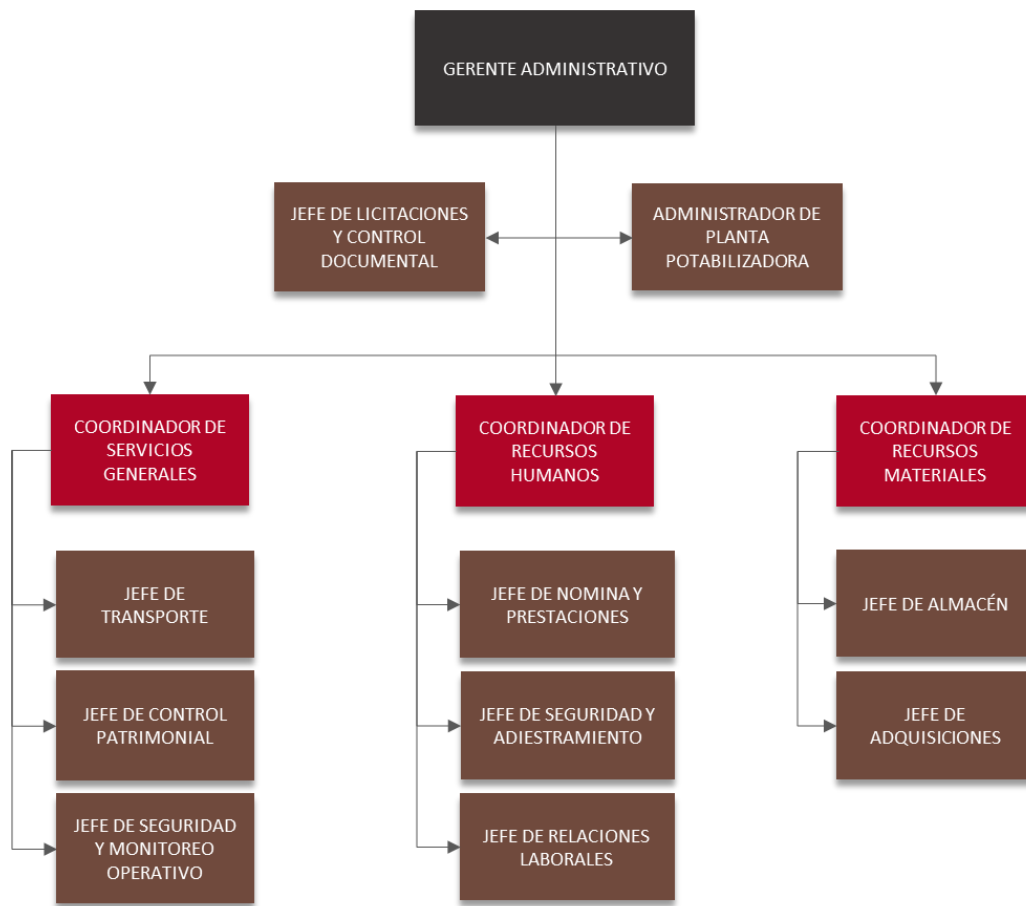 GERENTE ADMINISTRATIVO
JEFE DE LICITACIONES
Y CONTROL
DOCUMENTAL
ADMINISTRADOR DE
PLANTA
POTABILIZADORA
COORDINADOR DE
SERVICIOS
GENERALES
COORDINADOR DE
RECURSOS
HUMANOS
COORDINADOR DE
RECURSOS
MATERIALES
JEFE DE
TRANSPORTE
JEFE DE NOMINA Y
PRESTACIONES
JEFE DE ALMACÉN
JEFE DE CONTROL
PATRIMONIAL
JEFE DE SEGURIDAD Y
ADIESTRAMIENTO
JEFE DE
ADQUISICIONES
JEFE DE SEGURIDAD
Y MONITOREO
OPERATIVO
JEFE DE RELACIONES
LABORALES